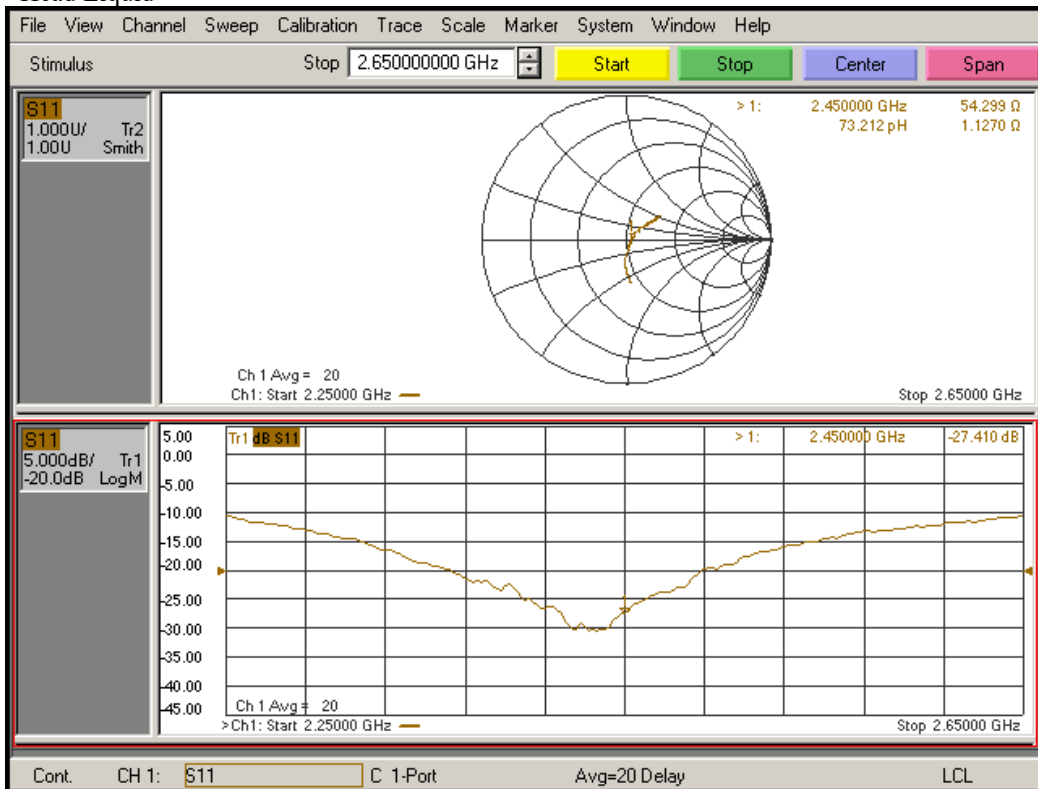 File View Channel Sweep Calibration Trace Scale Marker System Window Help
Stimulus Stop 2.650000000 GHz Start Stop Center Span
S11
1.000U/ Tr2
1.00U Smith
> 1: 2.450000 GHz 54.299 Ω
73.212 pH 1.1270 Ω
Ch 1 Avg = 20
Ch1: Start 2.25000 GHz
Stop 2.65000 GHz
S11
5.000dB/ Tr1
-20.0dB LogM
5.00
0.00
-5.00
-10.00
-15.00
-20.00
-25.00
-30.00
-35.00
-40.00
-45.00
Tr1 dB S11
> 1: 2.450000 GHz -27.410 dB
Ch 1 Avg = 20
>Ch1: Start 2.25000 GHz
Stop 2.65000 GHz
Cont. CH 1: S11 C 1-Port Avg=20 Delay LCL